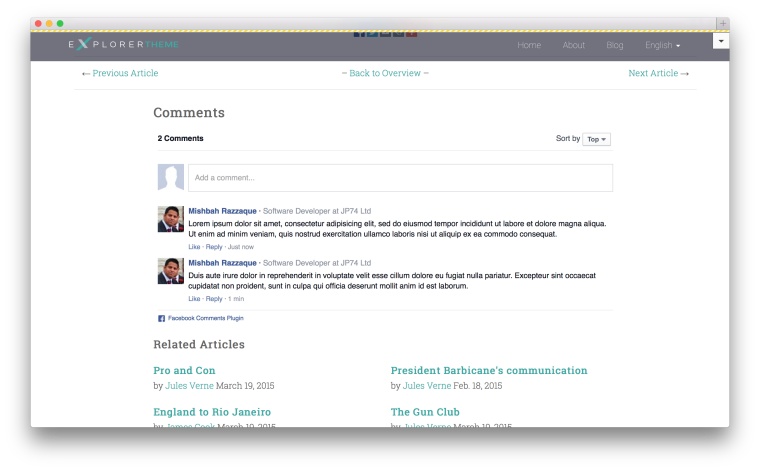 EXPLORERTHEME
Home About Blog English
← Previous Article
– Back to Overview –
Next Article →
Comments
2 Comments
Sort by Top
Add a comment...
Mishbah Razzaque · Software Developer at JP74 Ltd
Lorem ipsum dolor sit amet, consectetur adipisicing elit, sed do eiusmod tempor incididunt ut labore et dolore magna aliqua.
Ut enim ad minim veniam, quis nostrud exercitation ullamco laboris nisi ut aliquip ex ea commodo consequat.
Like · Reply · Just now
Mishbah Razzaque · Software Developer at JP74 Ltd
Duis aute irure dolor in reprehenderit in voluptate velit esse cillum dolore eu fugiat nulla pariatur. Excepteur sint occaecat
cupidatat non proident, sunt in culpa qui officia deserunt mollit anim id est laborum.
Like · Reply · 1 min
Facebook Comments Plugin
Related Articles
Pro and Con
by Jules Verne March 19, 2015
President Barbicane's communication
by Jules Verne Feb. 18, 2015
England to Rio Janeiro
by James Cook March 19, 2015
The Gun Club
by Jules Verne March 19, 2015